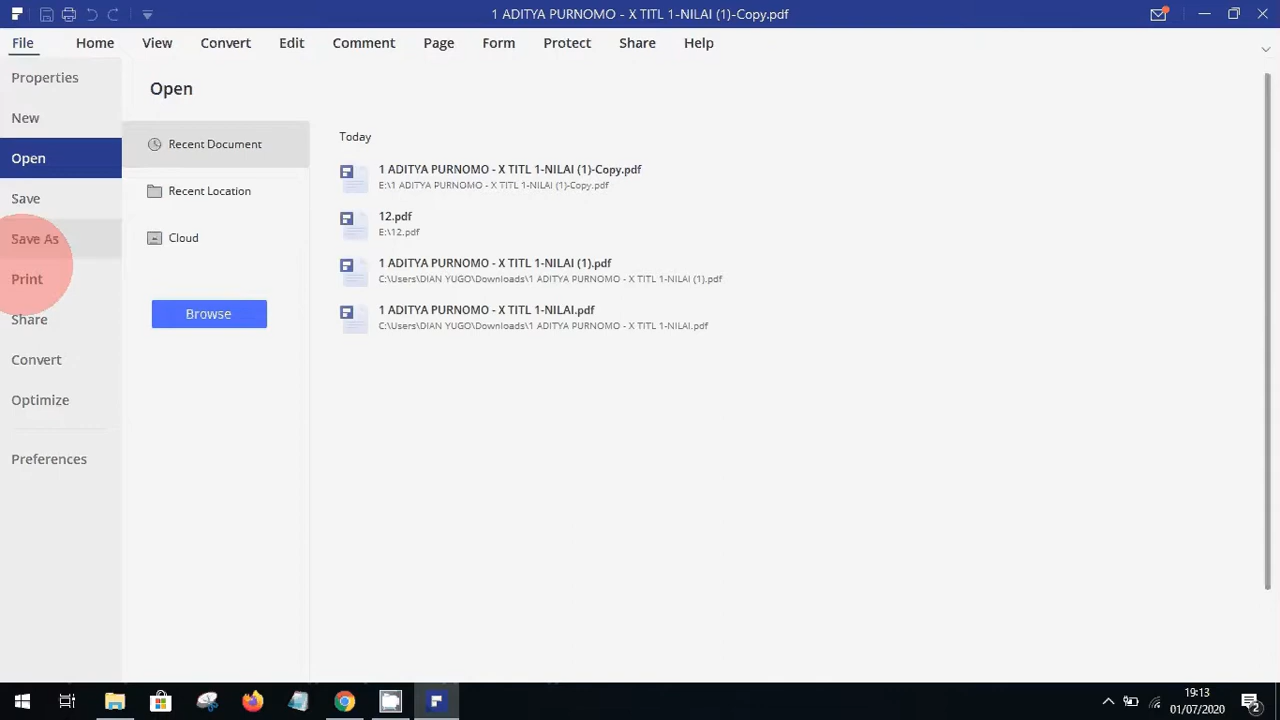 1 ADITYA PURNOMO - X TITL 1-NILAI (1)-Copy.pdf
File Home View Convert Edit Comment Page Form Protect Share Help
Properties
New
Open
Save
Save As
Print
Share
Convert
Optimize
Preferences
Open
Recent Document
Recent Location
Cloud
Browse
Today
1 ADITYA PURNOMO - X TITL 1-NILAI (1)-Copy.pdf
E:\1 ADITYA PURNOMO - X TITL 1-NILAI (1)-Copy.pdf
12.pdf
E:\12.pdf
1 ADITYA PURNOMO - X TITL 1-NILAI (1).pdf
C:\Users\DIAN YUGO\Downloads\1 ADITYA PURNOMO - X TITL 1-NILAI (1).pdf
1 ADITYA PURNOMO - X TITL 1-NILAI.pdf
C:\Users\DIAN YUGO\Downloads\1 ADITYA PURNOMO - X TITL 1-NILAI.pdf
19:13
01/07/2020
2